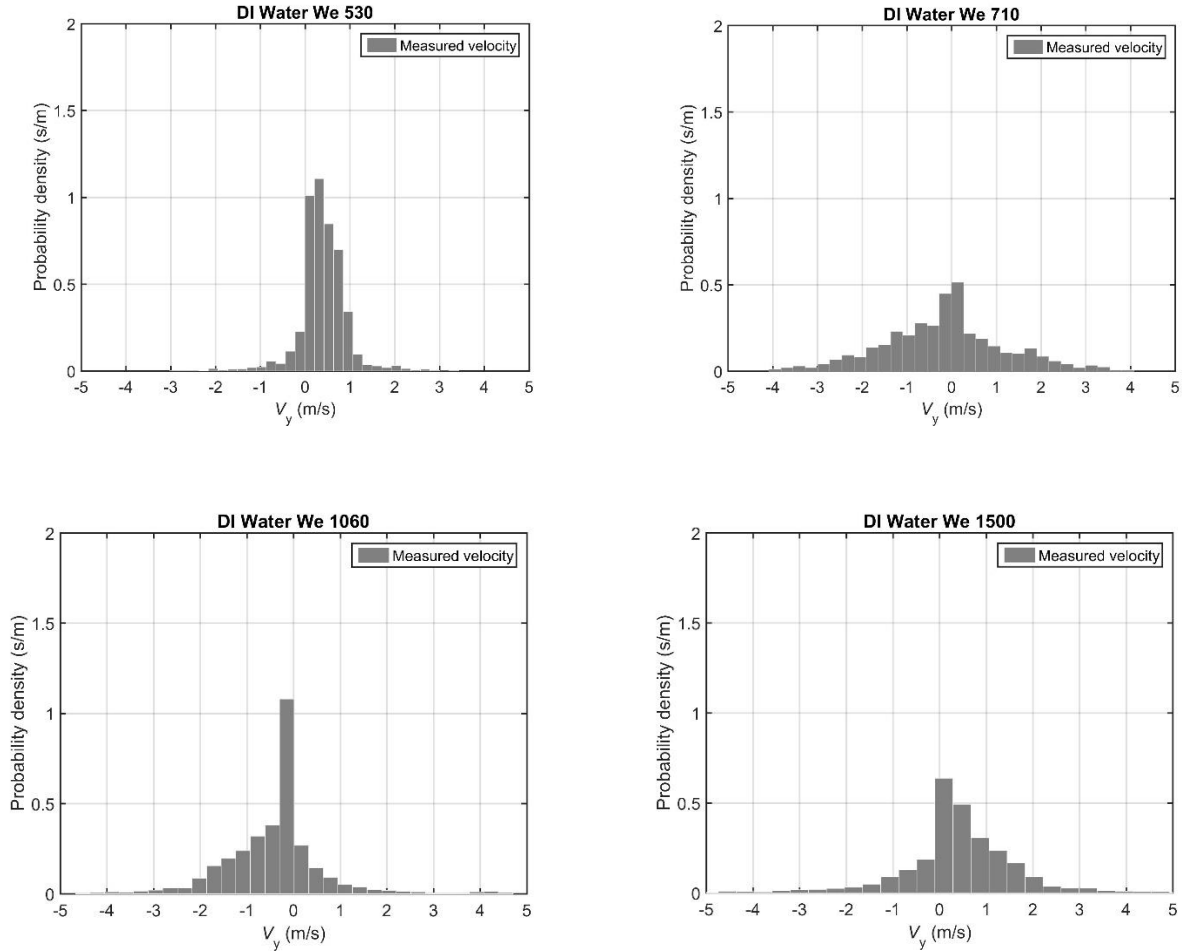 DI Water We 530
Measured velocity
Probability density (s/m)
2
1.5
1
0.5
0
-5 -4 -3 -2 -1 0 1 2 3 4 5
V_y (m/s)
DI Water We 710
Measured velocity
Probability density (s/m)
2
1.5
1
0.5
0
-5 -4 -3 -2 -1 0 1 2 3 4 5
V_y (m/s)
DI Water We 1060
Measured velocity
Probability density (s/m)
2
1.5
1
0.5
0
-5 -4 -3 -2 -1 0 1 2 3 4 5
V_y (m/s)
DI Water We 1500
Measured velocity
Probability density (s/m)
2
1.5
1
0.5
0
-5 -4 -3 -2 -1 0 1 2 3 4 5
V_y (m/s)